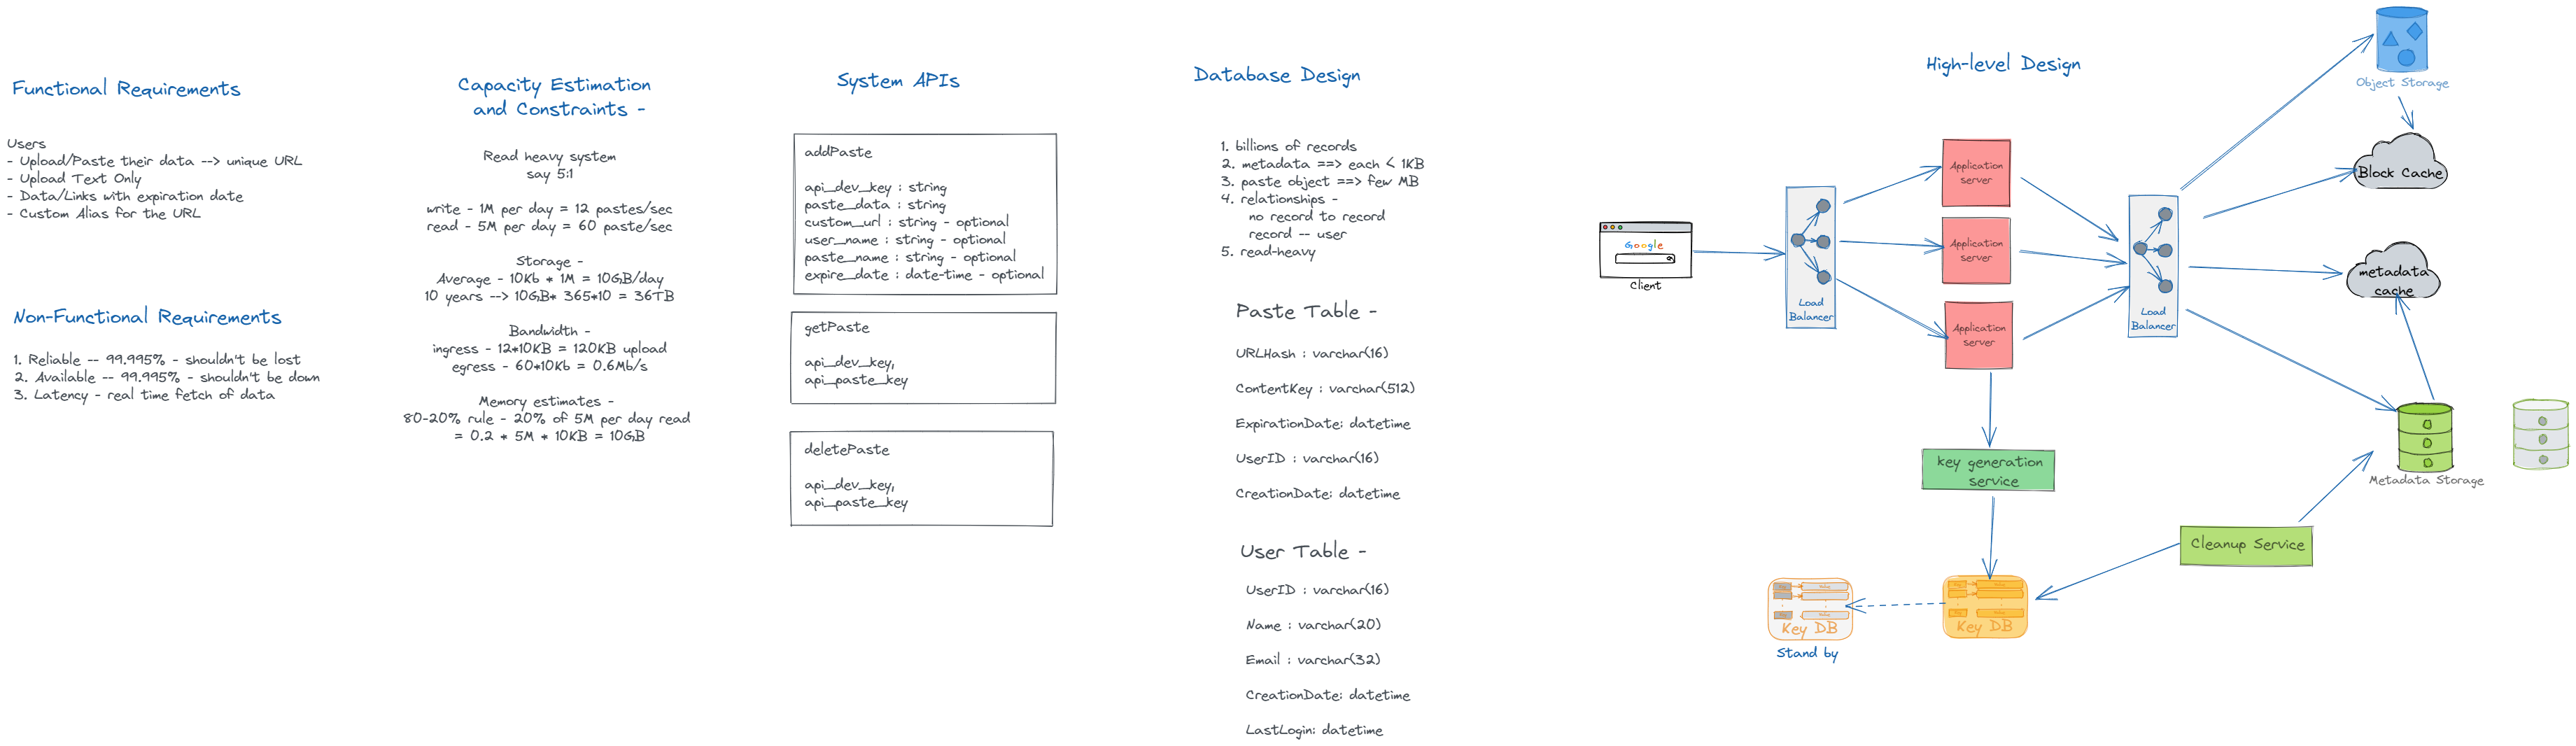 Functional Requirements
Users
- Upload/Paste their data --> unique URL
- Upload Text Only
- Data/Links with expiration date
- Custom Alias for the URL
Non-Functional Requirements
1. Reliable -- 99.995% - shouldn't be lost
2. Available -- 99.995% - shouldn't be down
3. Latency - real time fetch of data
Capacity Estimation
and Constraints -
Read heavy system
say 5:1
write - 1M per day = 12 pastes/sec
read - 5M per day = 60 paste/sec
Storage -
Average - 10Kb * 1M = 10GB/day
10 years --> 10GB* 365*10 = 36TB
Bandwidth -
ingress - 12*10KB = 120KB upload
egress - 60*10Kb = 0.6Mb/s
Memory estimates -
80-20% rule - 20% of 5M per day read
= 0.2 * 5M * 10KB = 10GB
System APIs
addPaste
api_dev_key : string
paste_data : string
custom_url : string - optional
user_name : string - optional
paste_name : string - optional
expire_date : date-time - optional
getPaste
api_dev_key,
api_paste_key
deletePaste
api_dev_key,
api_paste_key
Database Design
1. billions of records
2. metadata ==> each < 1KB
3. paste object ==> few MB
4. relationships -
no record to record
record -- user
5. read-heavy
Paste Table -
URLHash : varchar(16)
ContentKey : varchar(512)
ExpirationDate: datetime
UserID : varchar(16)
CreationDate: datetime
User Table -
UserID : varchar(16)
Name : varchar(20)
Email : varchar(32)
CreationDate: datetime
LastLogin: datetime
High-level Design
Google
Client
Load
Balancer
Application
server
Application
server
Application
server
Load
Balancer
Object Storage
Block Cache
metadata
cache
Metadata Storage
key generation
service
Cleanup Service
Key DB
Stand by
Key DB